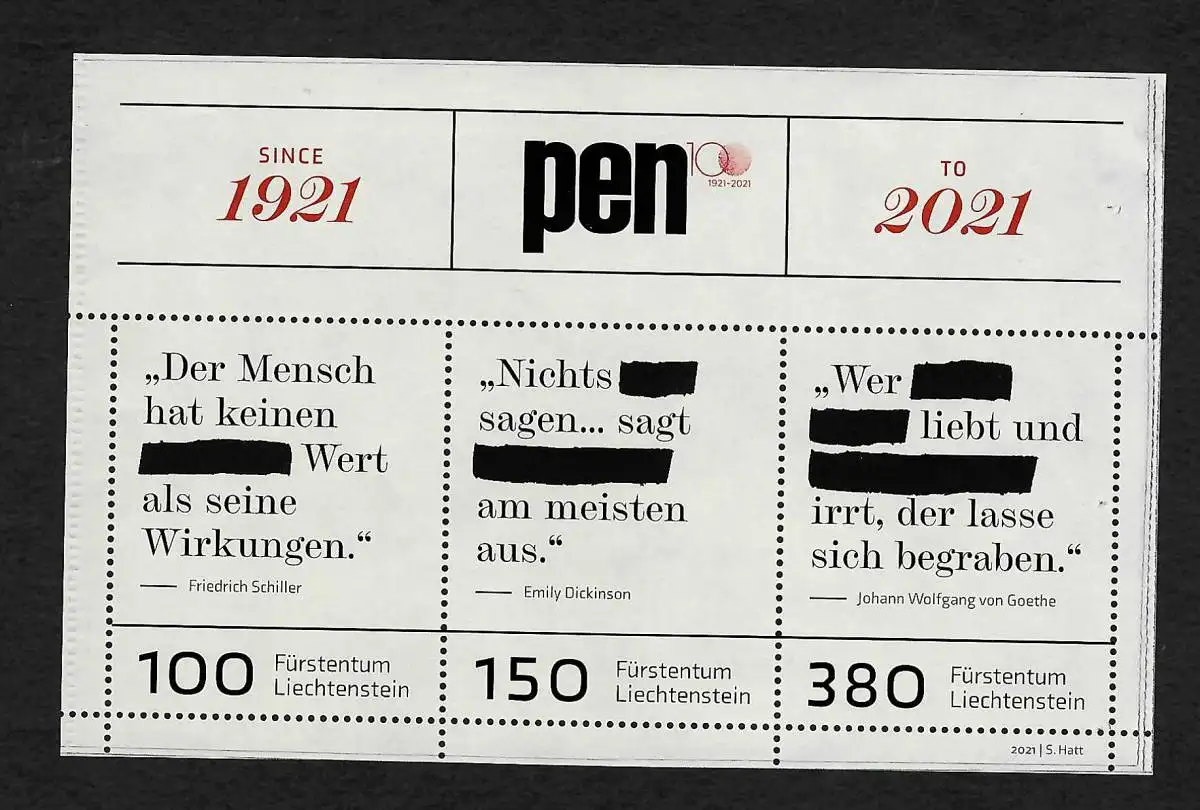 SINCE
1921
pen
100
1921-2021
TO
2021
„Der Mensch
hat keinen
Wert
als seine
Wirkungen.“
Friedrich Schiller
„Nichts
sagen... sagt
am meisten
aus.“
Emily Dickinson
„Wer
liebt und
irrt, der lasse
sich begraben.“
Johann Wolfgang von Goethe
100 Fürstentum
Liechtenstein
150 Fürstentum
Liechtenstein
380 Fürstentum
Liechtenstein
2021 | S. Hatt